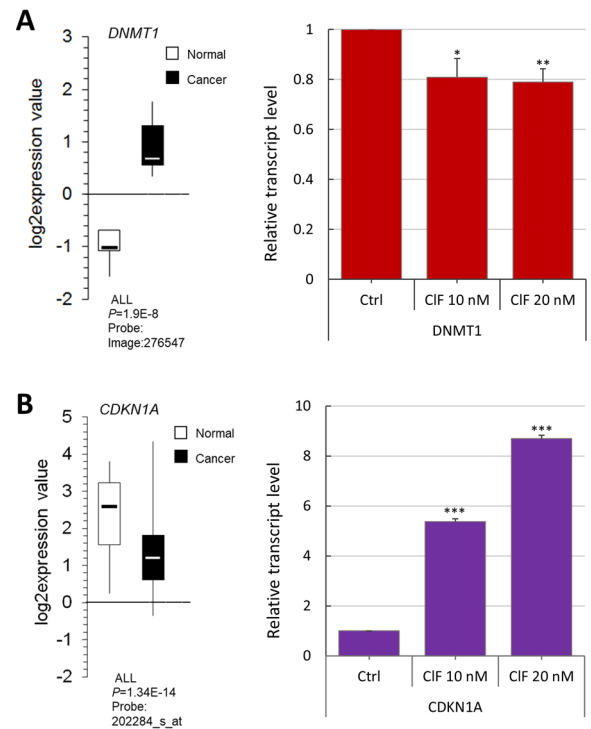 A
DNMT1
Normal
Cancer
log2expression value
3
2
1
0
-1
-2
ALL
P=1.9E-8
Probe:
Image:276547
Relative transcript level
1
0.8
0.6
0.4
0.2
0
*
**
Ctrl
ClF 10 nM
ClF 20 nM
DNMT1
B
CDKN1A
Normal
Cancer
log2expression value
5
4
3
2
1
0
-1
-2
ALL
P=1.34E-14
Probe:
202284_s_at
Relative transcript level
10
8
6
4
2
0
***
***
Ctrl
ClF 10 nM
ClF 20 nM
CDKN1A